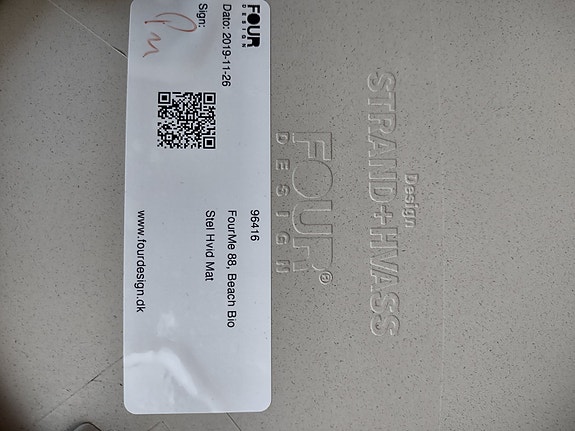 Design
STRAND+HVASS
FOUR®
DESIGN
FOUR
DESIGN
Dato: 2019-11-26
Sign:
96416
FourMe 88, Beach Bio
Stel Hvid Mat
www.fourdesign.dk